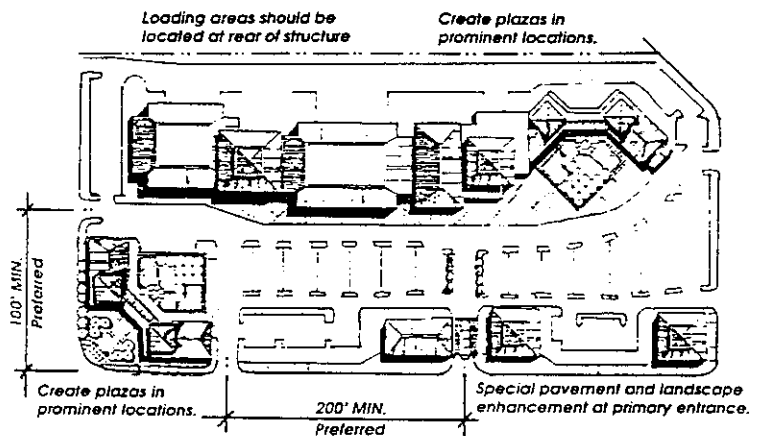 Loading areas should be
located at rear of structure
Create plazas in
prominent locations.
100' MIN.
Preferred
Create plazas in
prominent locations.
200' MIN.
Preferred
Special pavement and landscape
enhancement at primary entrance.